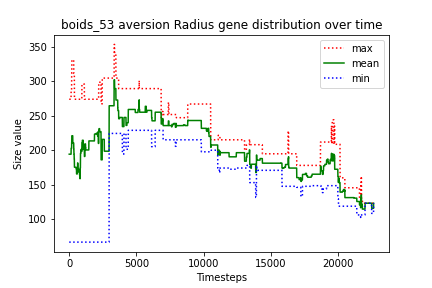 boids_53 aversion Radius gene distribution over time
350
300
250
200
150
100
Size value
max
mean
min
0
5000
10000
15000
20000
Timesteps